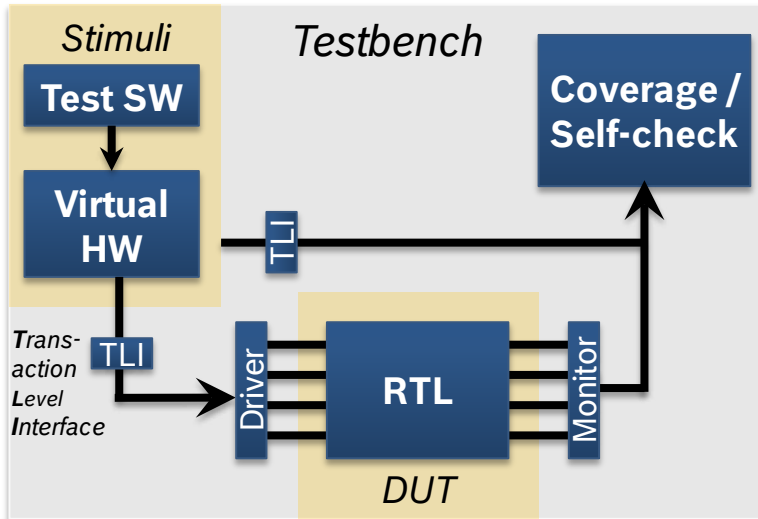 Stimuli
Testbench
Test SW
Coverage /
Self-check
Virtual
HW
TLI
Trans-
action
Level
Interface
TLI
Driver
RTL
Monitor
DUT